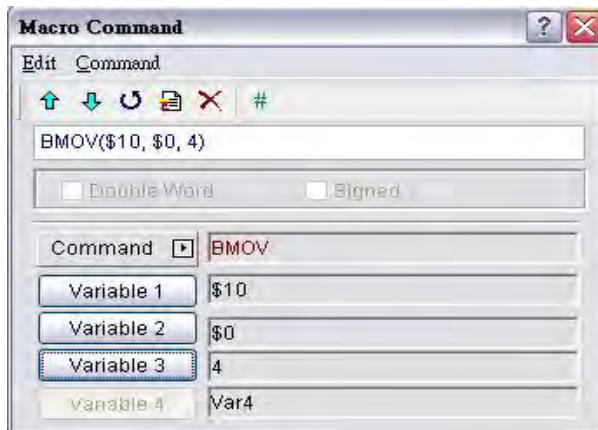 Macro Command
Edit Command
#
BMOV($10, $0, 4)
Double Word Signed
Command BMOV
Variable 1 $10
Variable 2 $0
Variable 3 4
Variable 4 Var4